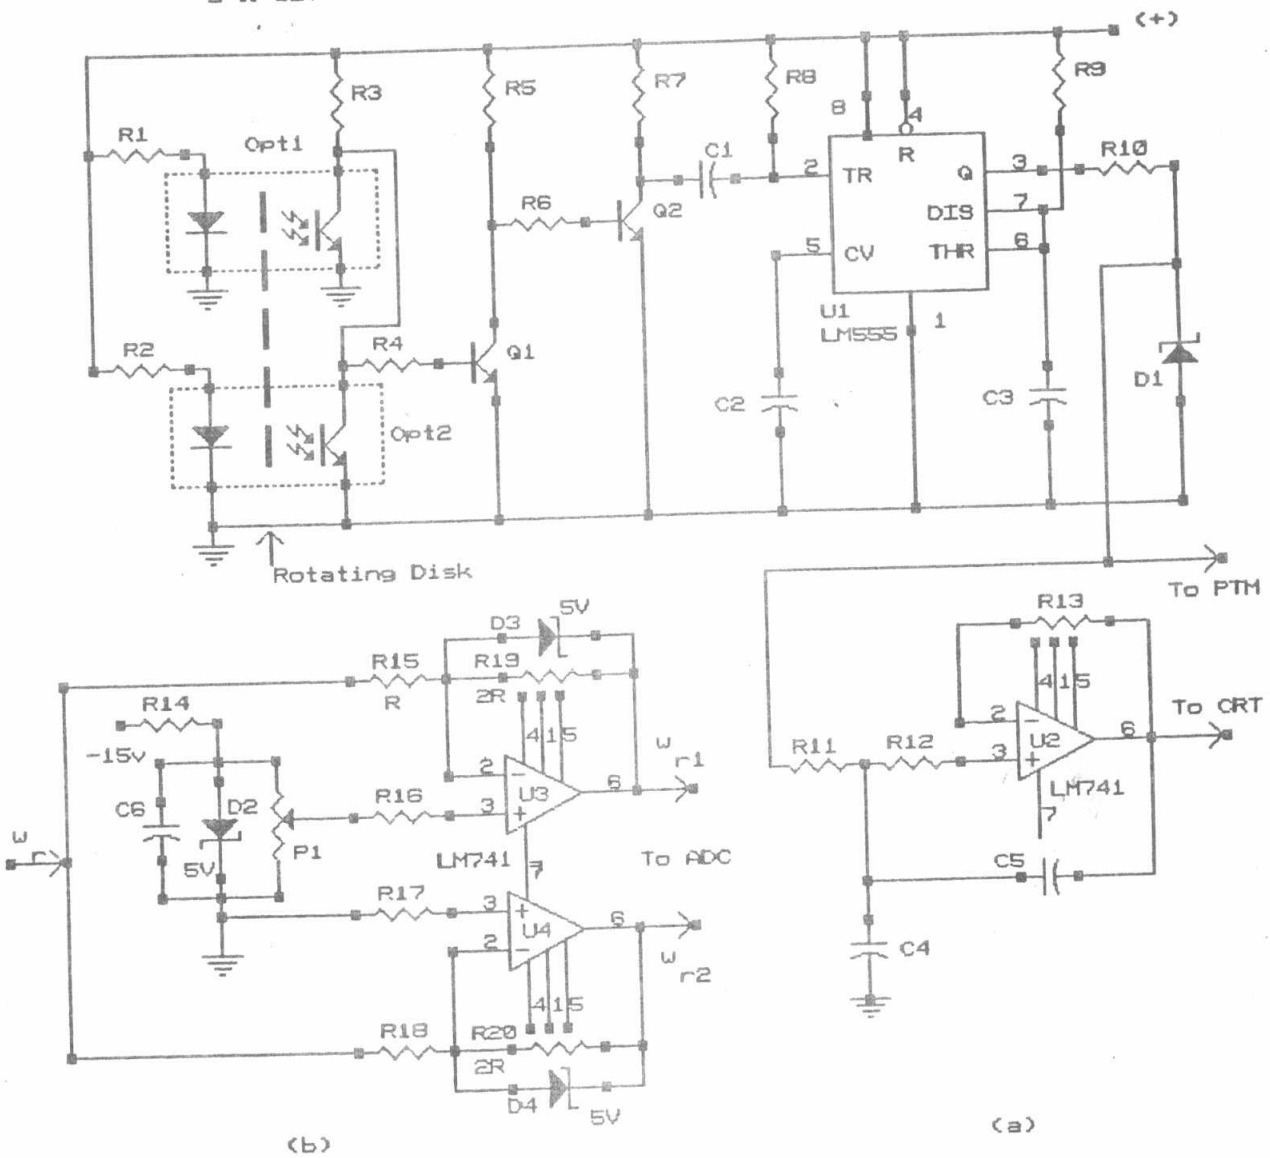 (+)
R3
R5
R7
R8
R9
8
4
R1
Opt1
C1
2
TR
R
Q
3
R10
R6
Q2
DIS
7
5
CV
THR
6
U1
LM555
1
R2
R4
Q1
D1
C2
C3
Opt2
Rotating Disk
To PTM
D3
5V
R13
R15
R19
R
2R
4 1 5
4 1 5
R14
-15V
2
U2
6
To CRT
w
r1
R11
R12
3
LM741
7
2
U3
6
R16
3
C6
D2
P1
5V
w
r
LM741
7
To ADC
C5
R17
3
U4
6
2
w
r2
C4
4 1 5
R18
R20
2R
D4
5V
(b)
(a)